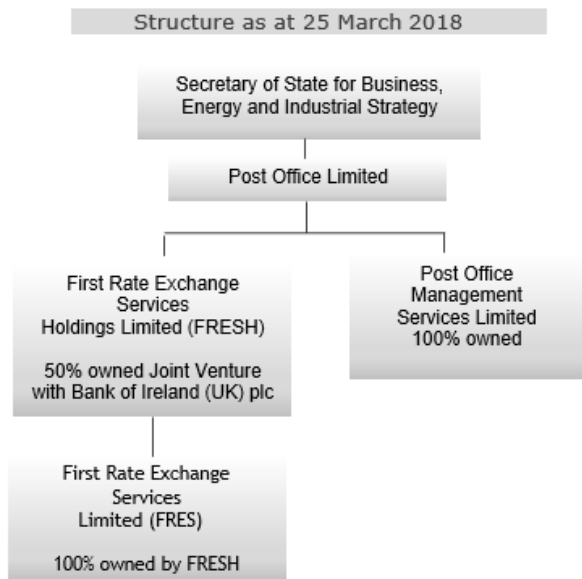 Structure as at 25 March 2018
Secretary of State for Business,
Energy and Industrial Strategy
Post Office Limited
First Rate Exchange
Services
Holdings Limited (FRESH)
50% owned Joint Venture
with Bank of Ireland (UK) plc
Post Office
Management
Services Limited
100% owned
First Rate Exchange
Services
Limited (FRES)
100% owned by FRESH